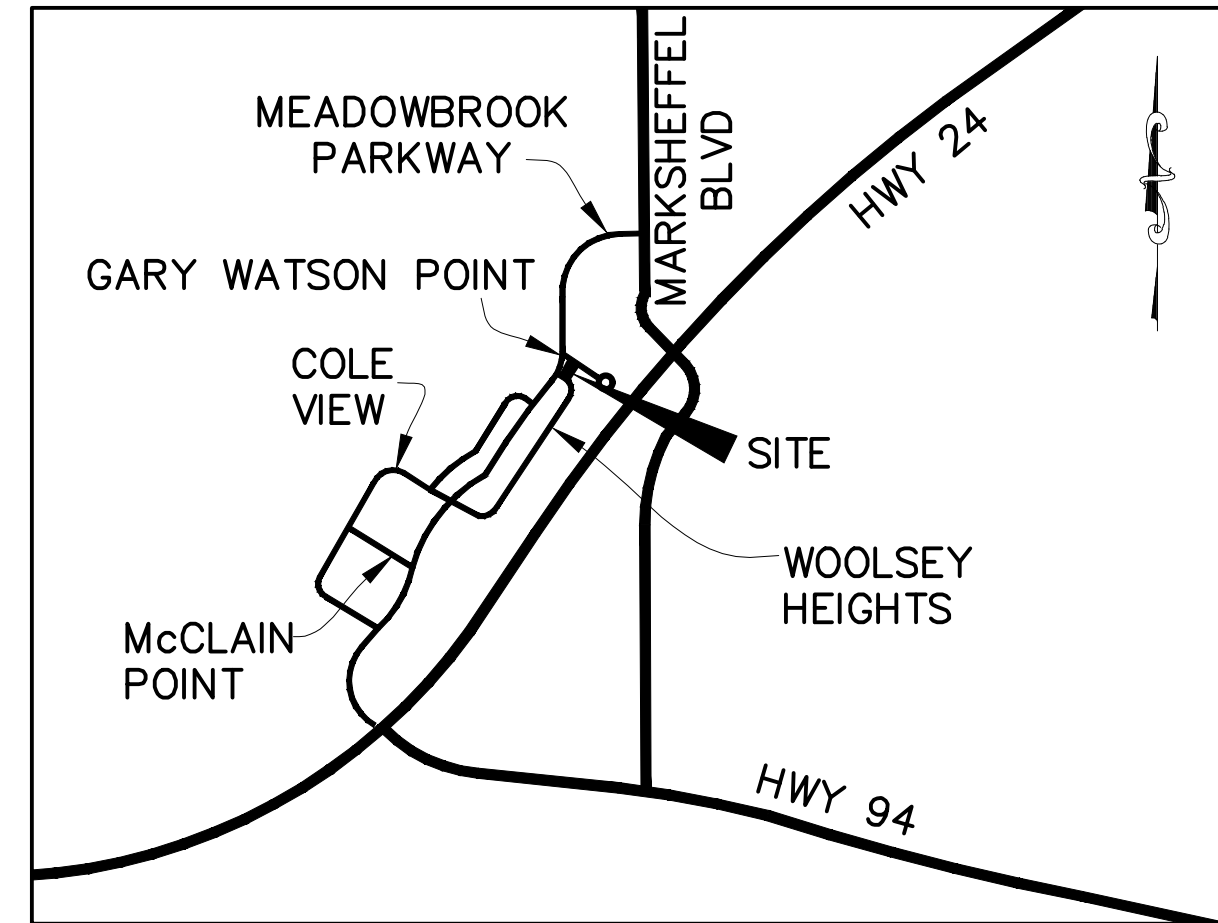 MARKSHEFFEL
BLVD
MEADOWBROOK
PARKWAY
HWY 24
GARY WATSON POINT
COLE
VIEW
SITE
WOOLSEY
HEIGHTS
McCLAIN
POINT
HWY 94